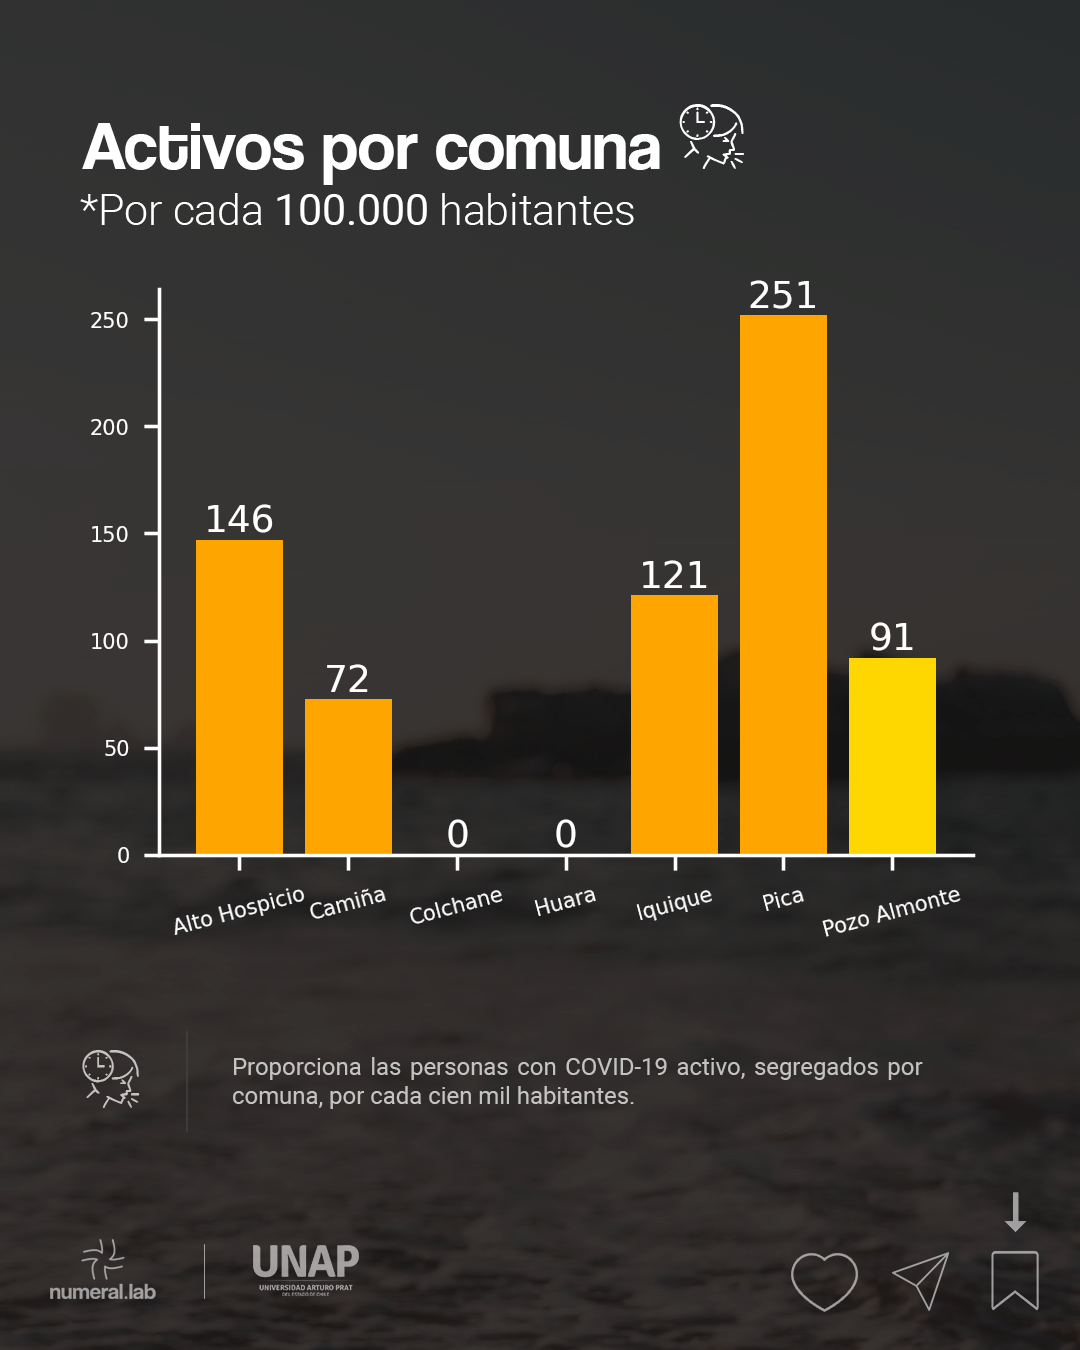 Activos por comuna
*Por cada 100.000 habitantes
250
200
150
100
50
0
146
72
0
0
121
251
91
Alto Hospicio
Camiña
Colchane
Huara
Iquique
Pica
Pozo Almonte
Proporciona las personas con COVID-19 activo, segregados por
comuna, por cada cien mil habitantes.
numeral.lab
UNAP
UNIVERSIDAD ARTURO PRAT
DEL ESTADO DE CHILE